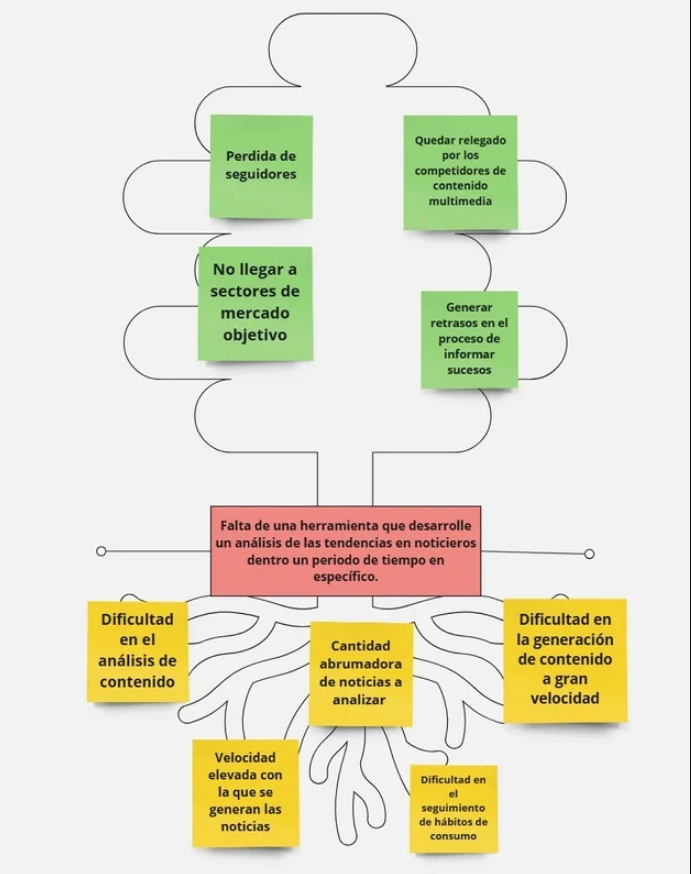 Perdida de
seguidores
Quedar relegado
por los
competidores de
contenido
multimedia
No llegar a
sectores de
mercado
objetivo
Generar
retrasos en el
proceso de
informar
sucesos
Falta de una herramienta que desarrolle
un análisis de las tendencias en noticieros
dentro un periodo de tiempo en
específico.
Dificultad
en el
análisis de
contenido
Cantidad
abrumadora
de noticias a
analizar
Dificultad en
la generación
de contenido
a gran
velocidad
Velocidad
elevada con
la que se
generan las
noticias
Dificultad en
el
seguimiento
de hábitos de
consumo